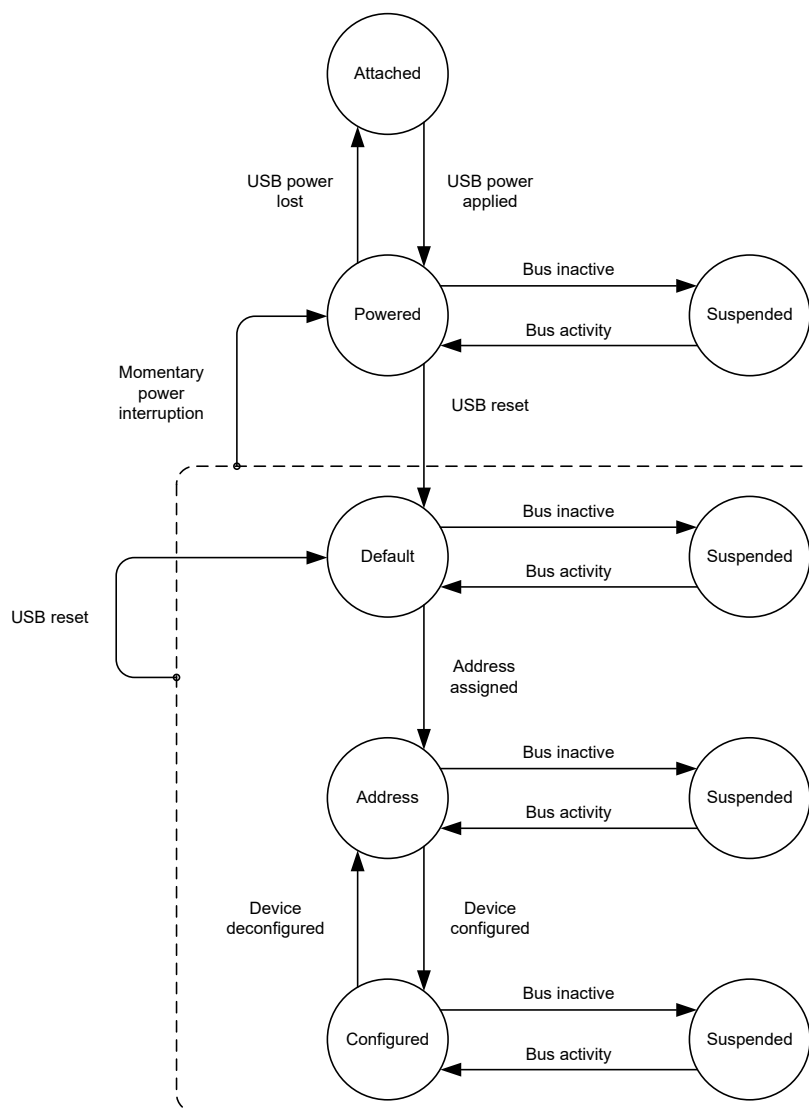 Attached
USB power
lost
USB power
applied
Bus inactive
Powered
Suspended
Bus activity
Momentary
power
interruption
USB reset
Bus inactive
Default
Suspended
Bus activity
USB reset
Address
assigned
Bus inactive
Address
Suspended
Bus activity
Device
deconfigured
Device
configured
Bus inactive
Configured
Suspended
Bus activity